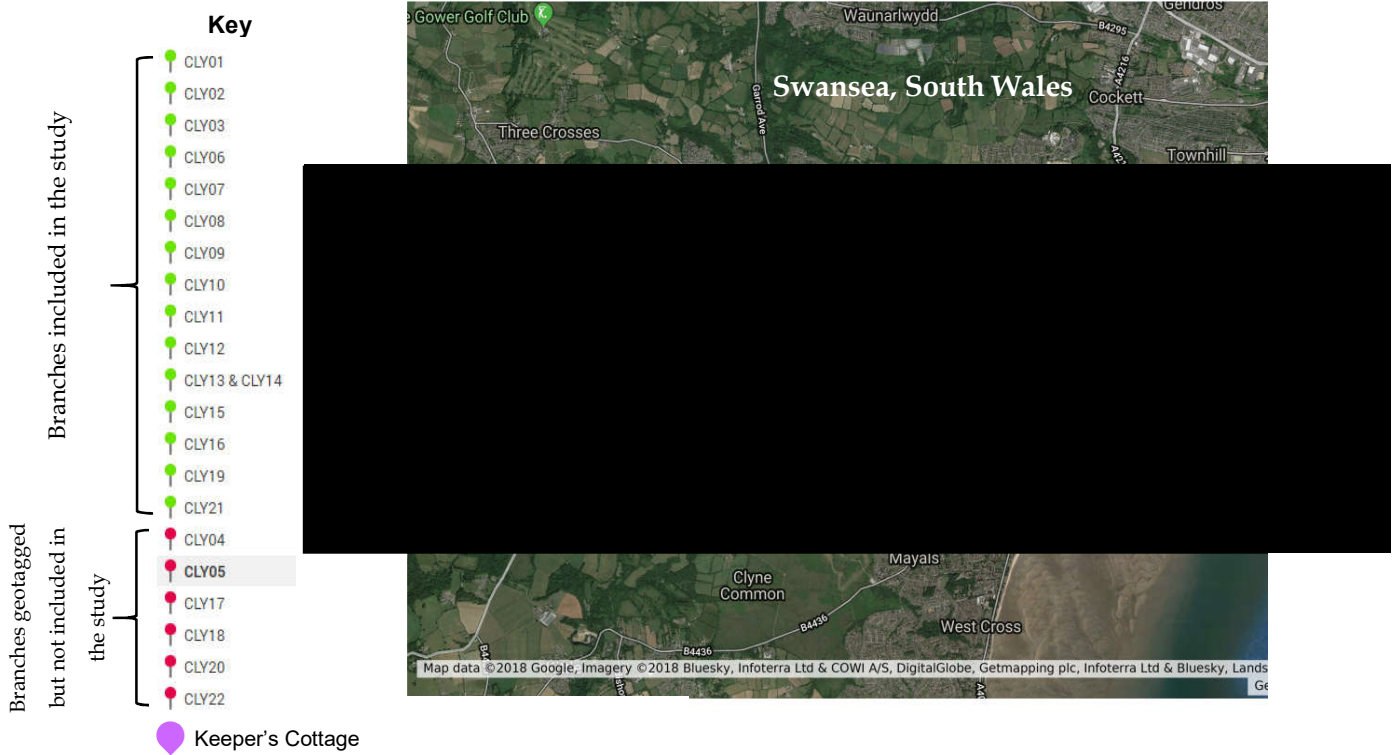 Key
CLY01
CLY02
CLY03
CLY06
CLY07
CLY08
CLY09
CLY10
CLY11
CLY12
CLY13 & CLY14
CLY15
CLY16
CLY19
CLY21
CLY04
CLY05
CLY17
CLY18
CLY20
CLY22
Keeper's Cottage
Branches included in the study
Branches geotagged
but not included in
the study
e Gower Golf Club
Waunarlwydd
Gendros
B4295
A4216
Swansea, South Wales
Cockett
Garrod Ave
Three Crosses
Townhill
Mayals
Clyne
Common
B4436
West Cross
B4436
Map data ©2018 Google, Imagery ©2018 Bluesky, Infoterra Ltd & COWI A/S, DigitalGlobe, Getmapping plc, Infoterra Ltd & Bluesky, Lands